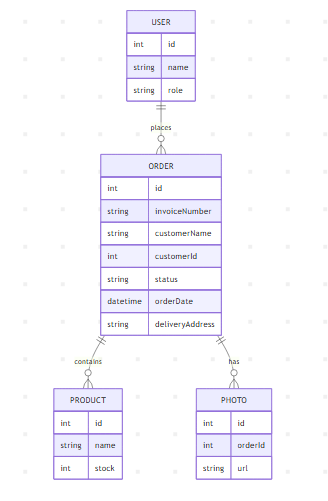 USER
int id
string name
string role
places
ORDER
int id
string invoiceNumber
string customerName
int customerId
string status
datetime orderDate
string deliveryAddress
contains has
PRODUCT PHOTO
int id int id
string name int orderId
int stock string url